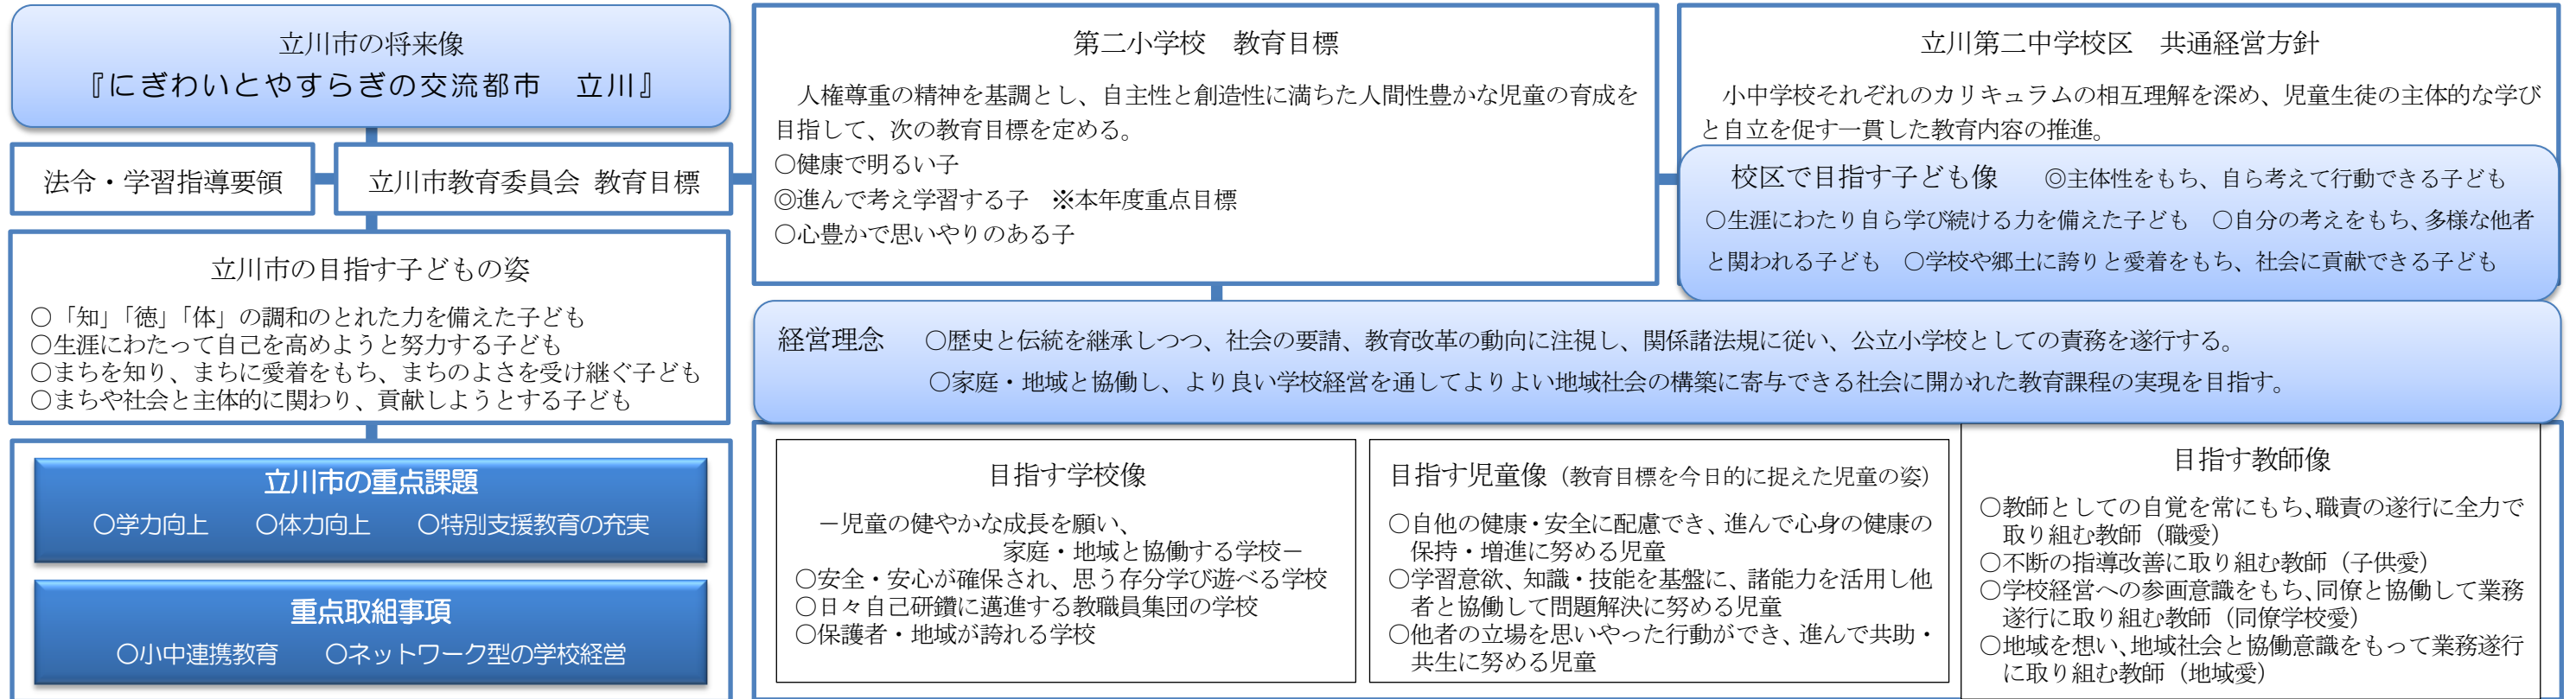 立川市の将来像
『にぎわいとやすらぎの交流都市　立川』
法令・学習指導要領
立川市教育委員会 教育目標
立川市の目指す子どもの姿
○「知」「徳」「体」の調和のとれた力を備えた子ども
○生涯にわたって自己を高めようと努力する子ども
○まちを知り、まちに愛着をもち、まちのよさを受け継ぐ子ども
○まちや社会と主体的に関わり、貢献しようとする子ども
立川市の重点課題
○学力向上　　○体力向上　　○特別支援教育の充実
重点取組事項
○小中連携教育　　○ネットワーク型の学校経営
第二小学校　教育目標
人権尊重の精神を基調とし、自主性と創造性に満ちた人間性豊かな児童の育成を
目指して、次の教育目標を定める。
○健康で明るい子
◎進んで考え学習する子　※本年度重点目標
○心豊かで思いやりのある子
立川第二中学校区　共通経営方針
小中学校それぞれのカリキュラムの相互理解を深め、児童生徒の主体的な学び
と自立を促す一貫した教育内容の推進。
校区で目指す子ども像　　◎主体性をもち、自ら考えて行動できる子ども
○生涯にわたり自ら学び続ける力を備えた子ども　○自分の考えをもち、多様な他者
と関われる子ども　○学校や郷土に誇りと愛着をもち、社会に貢献できる子ども
経営理念　　○歴史と伝統を継承しつつ、社会の要請、教育改革の動向に注視し、関係諸法規に従い、公立小学校としての責務を遂行する。
○家庭・地域と協働し、より良い学校経営を通してよりよい地域社会の構築に寄与できる社会に開かれた教育課程の実現を目指す。
目指す学校像
－児童の健やかな成長を願い、
家庭・地域と協働する学校－
○安全・安心が確保され、思う存分学び遊べる学校
○日々自己研鑽に邁進する教職員集団の学校
○保護者・地域が誇れる学校
目指す児童像（教育目標を今日的に捉えた児童の姿）
○自他の健康・安全に配慮でき、進んで心身の健康の
保持・増進に努める児童
○学習意欲、知識・技能を基盤に、諸能力を活用し他
者と協働して問題解決に努める児童
○他者の立場を思いやった行動ができ、進んで共助・
共生に努める児童
目指す教師像
○教師としての自覚を常にもち、職責の遂行に全力で
取り組む教師（職愛）
○不断の指導改善に取り組む教師（子供愛）
○学校経営への参画意識をもち、同僚と協働して業務
遂行に取り組む教師（同僚学校愛）
○地域を想い、地域社会と協働意識をもって業務遂行
に取り組む教師（地域愛）